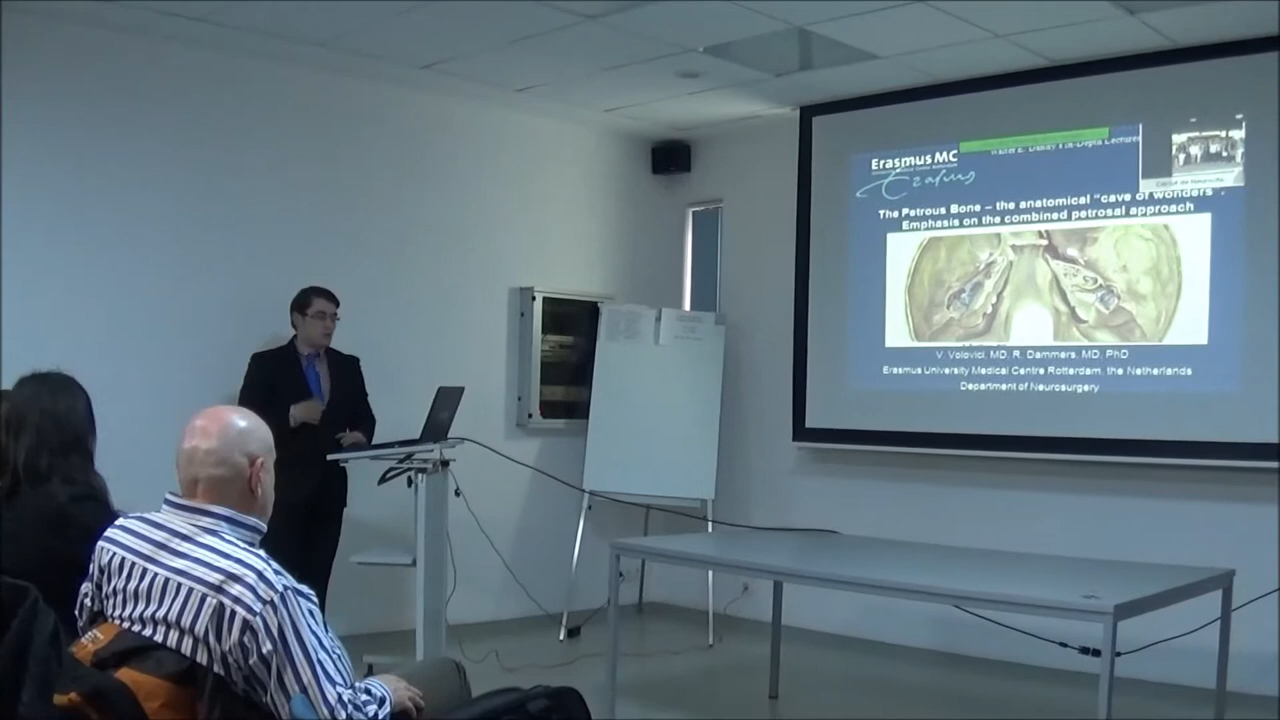 Erasmus MC
Erasmus
The Petrous Bone – the anatomical "cave of wonders".
Emphasis on the combined petrosal approach
V. Volovici, MD, R. Dammers, MD, PhD
Erasmus University Medical Centre Rotterdam, the Netherlands
Department of Neurosurgery